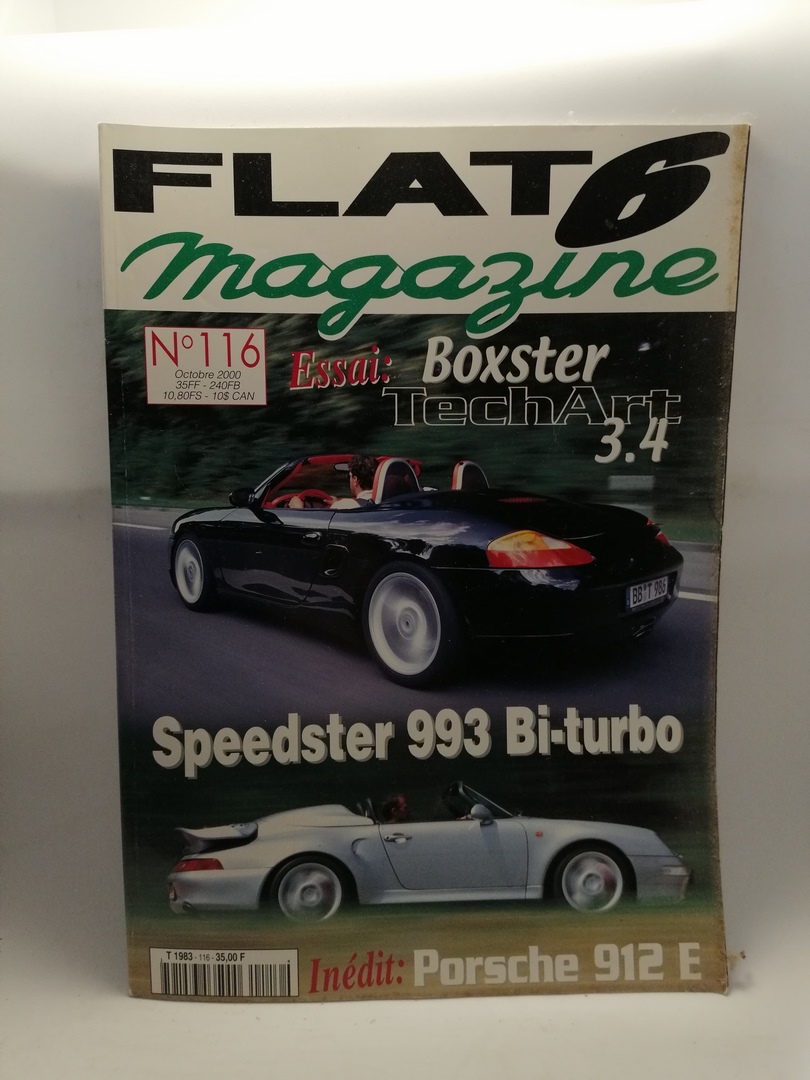 FLAT6
magazine
N°116
Octobre 2000
35FF - 240FB
10,80FS - 10$ CAN
Essai: Boxster
TechArt
3.4
BB T 986
Speedster 993 Bi-turbo
T 1983 - 116 - 35,00 F
Inédit: Porsche 912 E